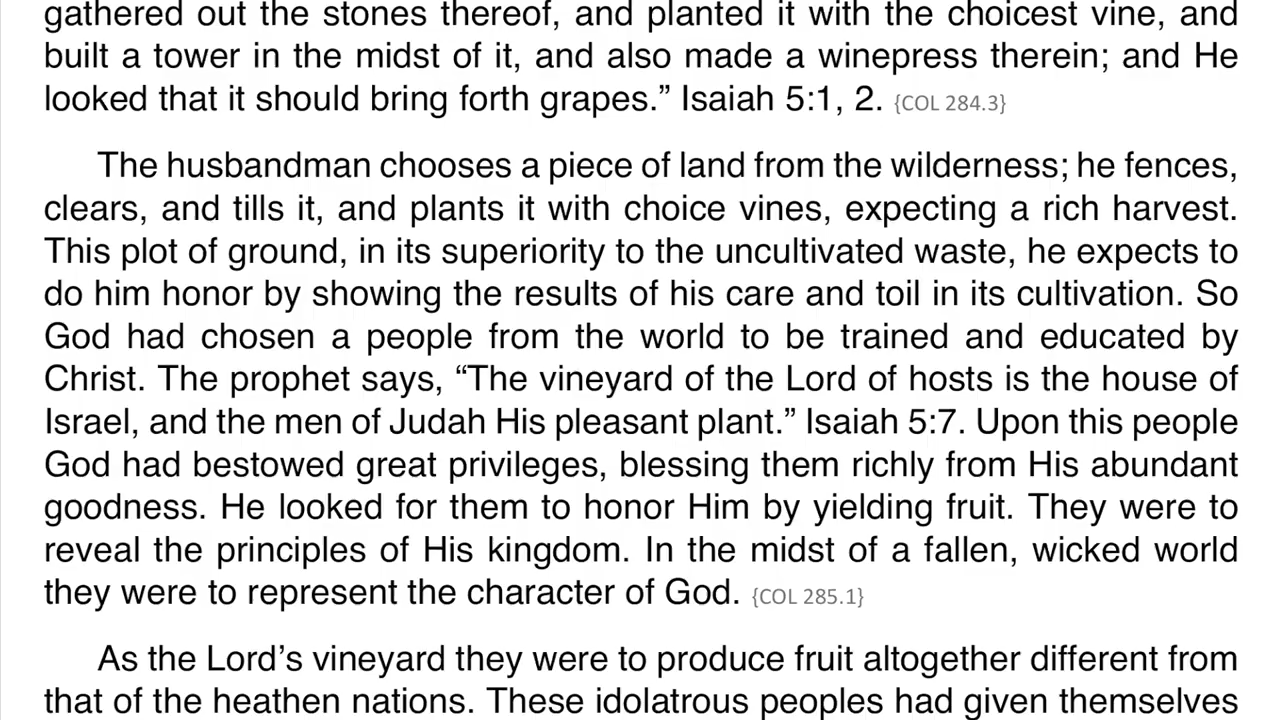 gathered out the stones thereof, and planted it with the choicest vine, and
built a tower in the midst of it, and also made a winepress therein; and He
looked that it should bring forth grapes.” Isaiah 5:1, 2. {COL 284.3}
The husbandman chooses a piece of land from the wilderness; he fences,
clears, and tills it, and plants it with choice vines, expecting a rich harvest.
This plot of ground, in its superiority to the uncultivated waste, he expects to
do him honor by showing the results of his care and toil in its cultivation. So
God had chosen a people from the world to be trained and educated by
Christ. The prophet says, “The vineyard of the Lord of hosts is the house of
Israel, and the men of Judah His pleasant plant.” Isaiah 5:7. Upon this people
God had bestowed great privileges, blessing them richly from His abundant
goodness. He looked for them to honor Him by yielding fruit. They were to
reveal the principles of His kingdom. In the midst of a fallen, wicked world
they were to represent the character of God. {COL 285.1}
As the Lord’s vineyard they were to produce fruit altogether different from
that of the heathen nations. These idolatrous peoples had given themselves